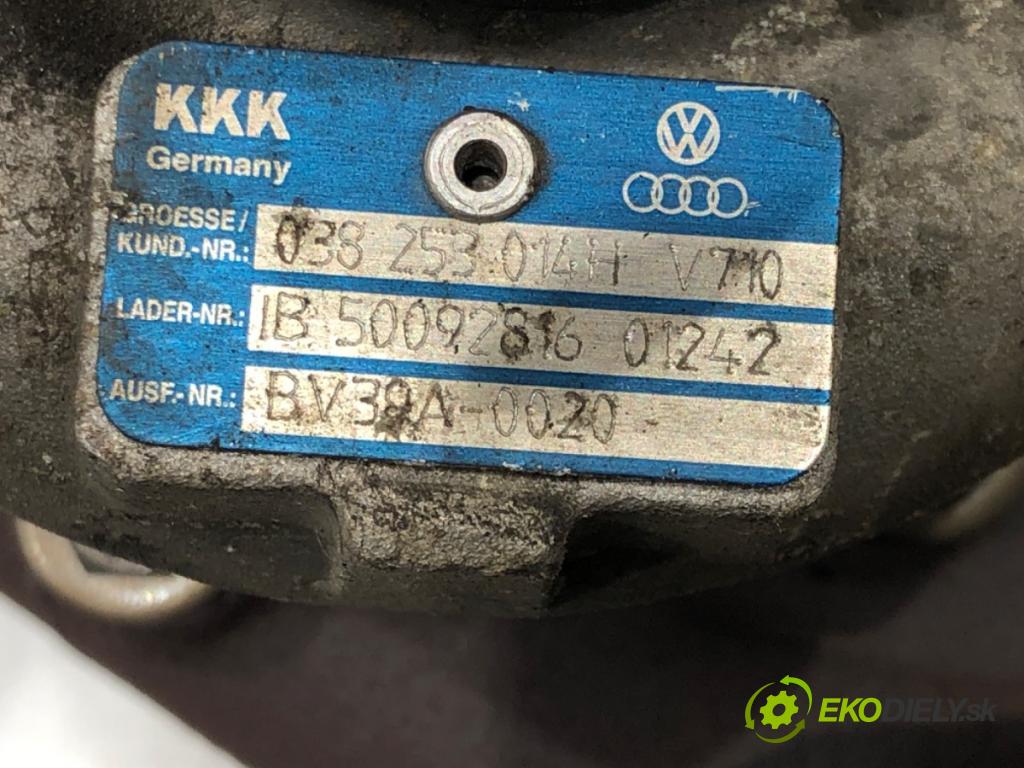 KKK
Germany
GROESSE/
KUND.-NR.: 038 253 014H V710
LADER-NR.: IB 50092816 01242
AUSF.-NR.: BV39A-0020
EKODIELY.sk